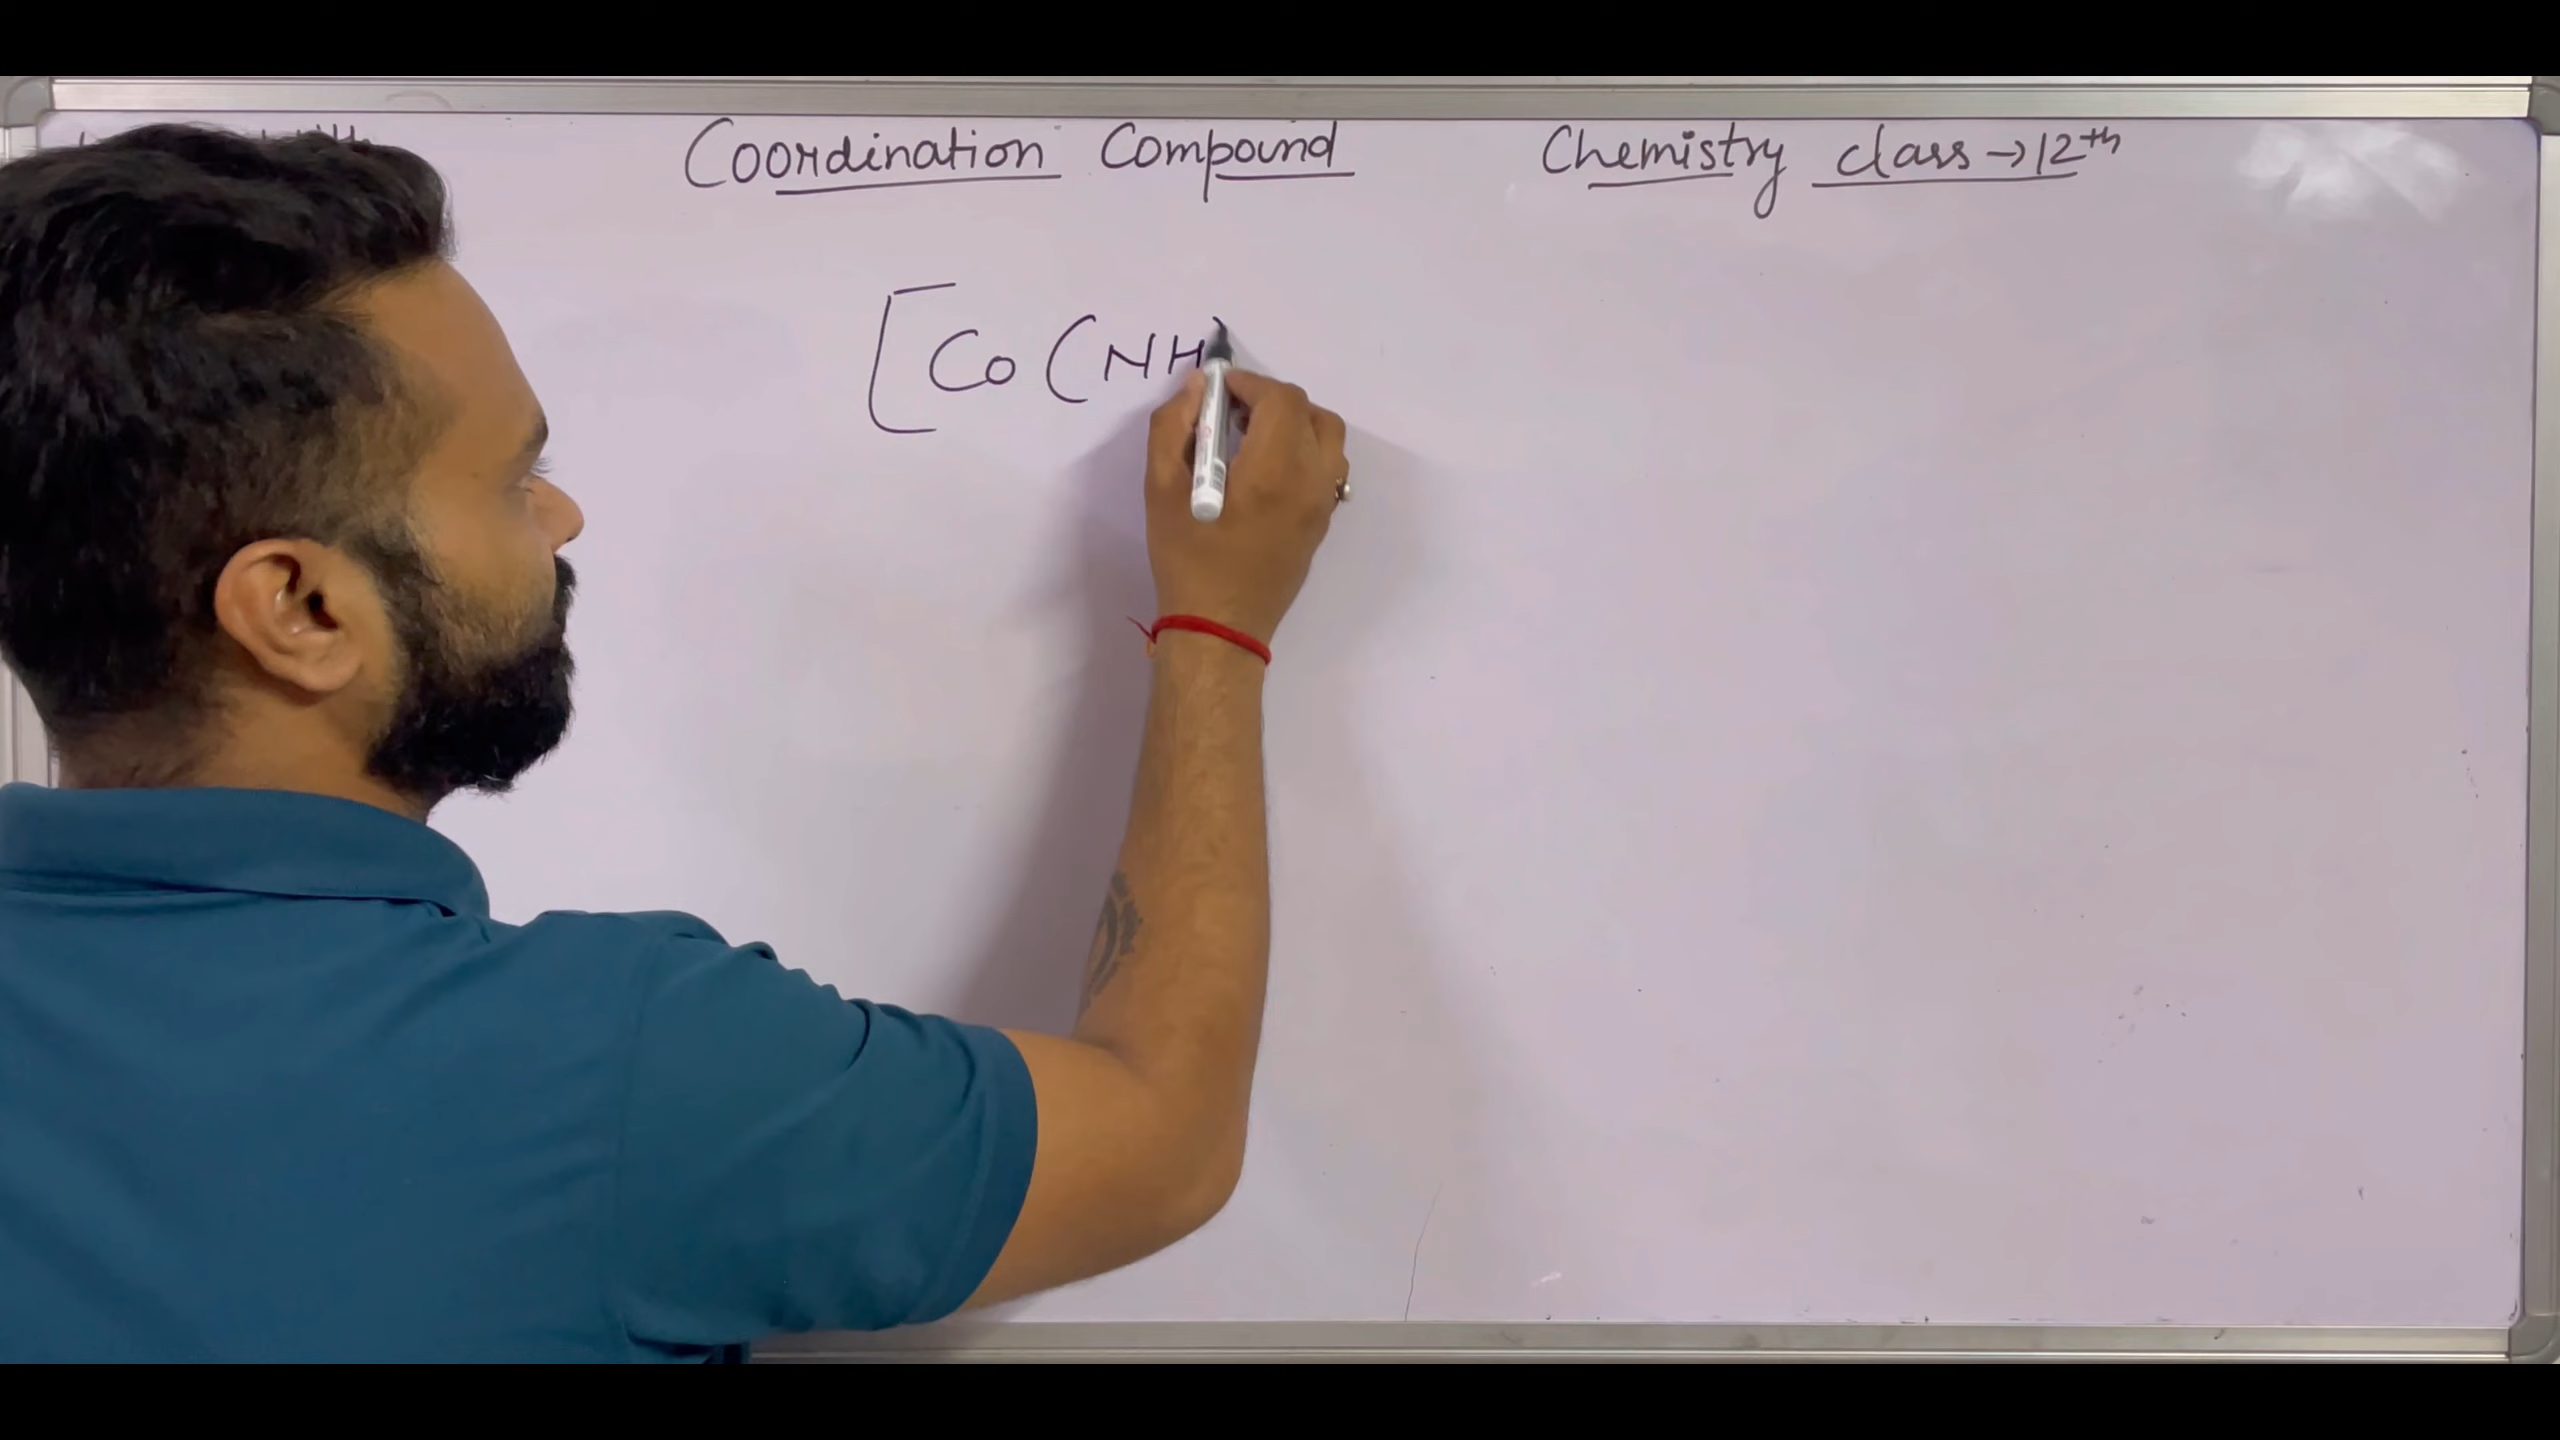 Coordination Compound Chemistry class → 12th
[Co(NH)